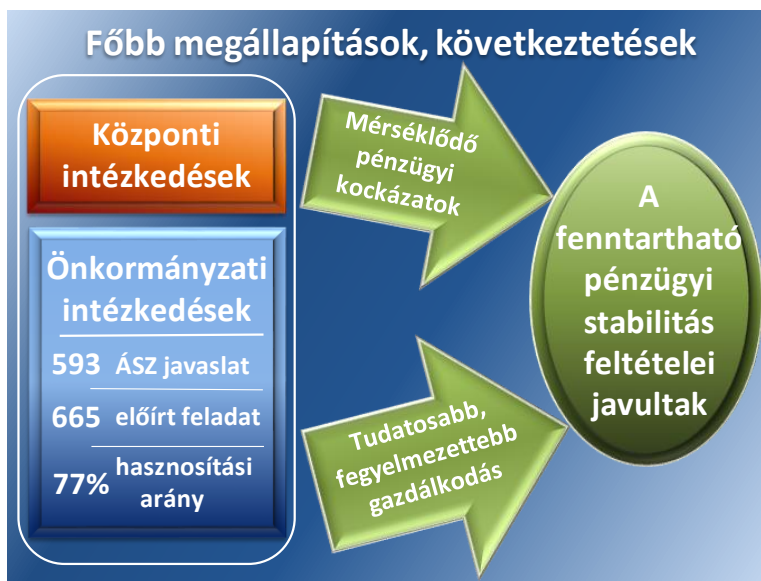 Főbb megállapítások, következtetések
Központi
intézkedések
Önkormányzati
intézkedések
593 ÁSZ javaslat
665 előírt feladat
77% hasznosítási
arány
Mérséklődő
pénzügyi
kockázatok
Tudatosabb,
fegyelmezettebb
gazdálkodás
A
fenntartható
pénzügyi
stabilitás
feltételei
javultak